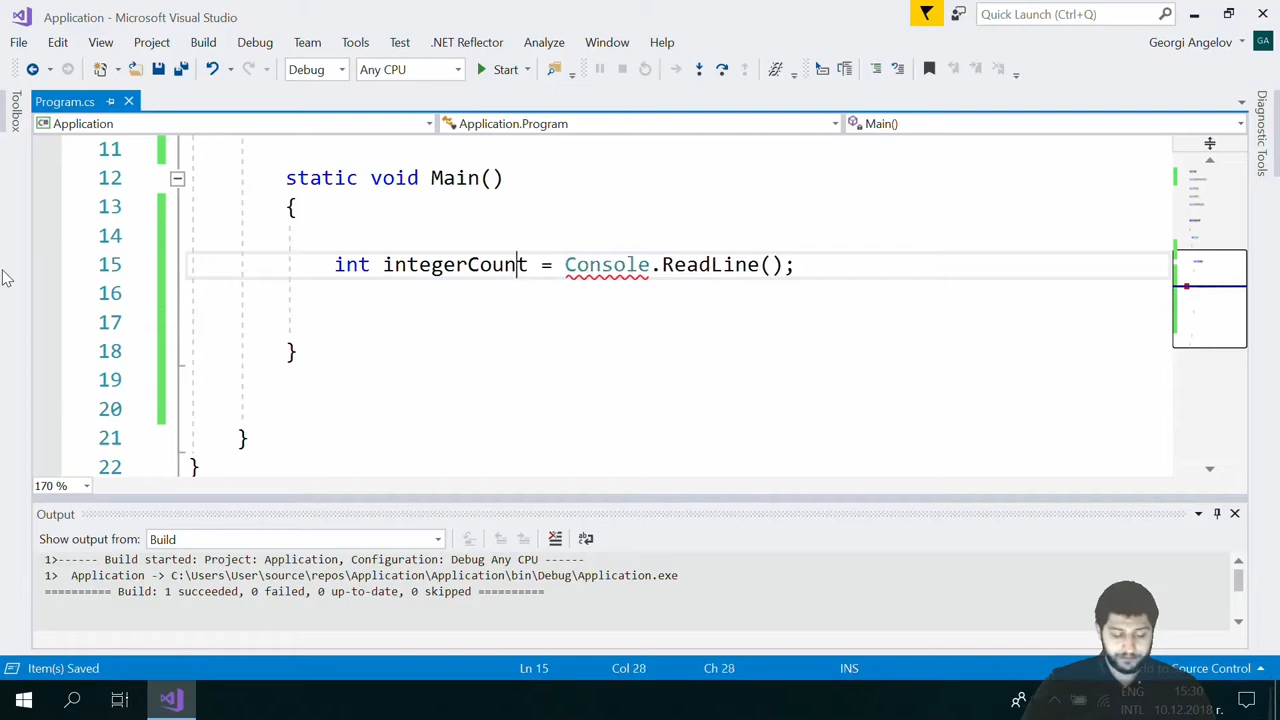 Application - Microsoft Visual Studio
Quick Launch (Ctrl+Q)
File Edit View Project Build Debug Team Tools Test .NET Reflector Analyze Window Help
Georgi Angelov GA
Debug Any CPU Start
Program.cs
Toolbox
Diagnostic Tools
Application Application.Program Main()
11
12 static void Main()
13 {
14
15 int integerCount = Console.ReadLine();
16
17
18 }
19
20
21 }
22 }
170 %
Output
Show output from: Build
1>------ Build started: Project: Application, Configuration: Debug Any CPU ------
1> Application -> C:\Users\User\source\repos\Application\Application\bin\Debug\Application.exe
========== Build: 1 succeeded, 0 failed, 0 up-to-date, 0 skipped ==========
Item(s) Saved Ln 15 Col 28 Ch 28 INS to Source Control
ENG 15:30
INTL 10.12.2018 г.